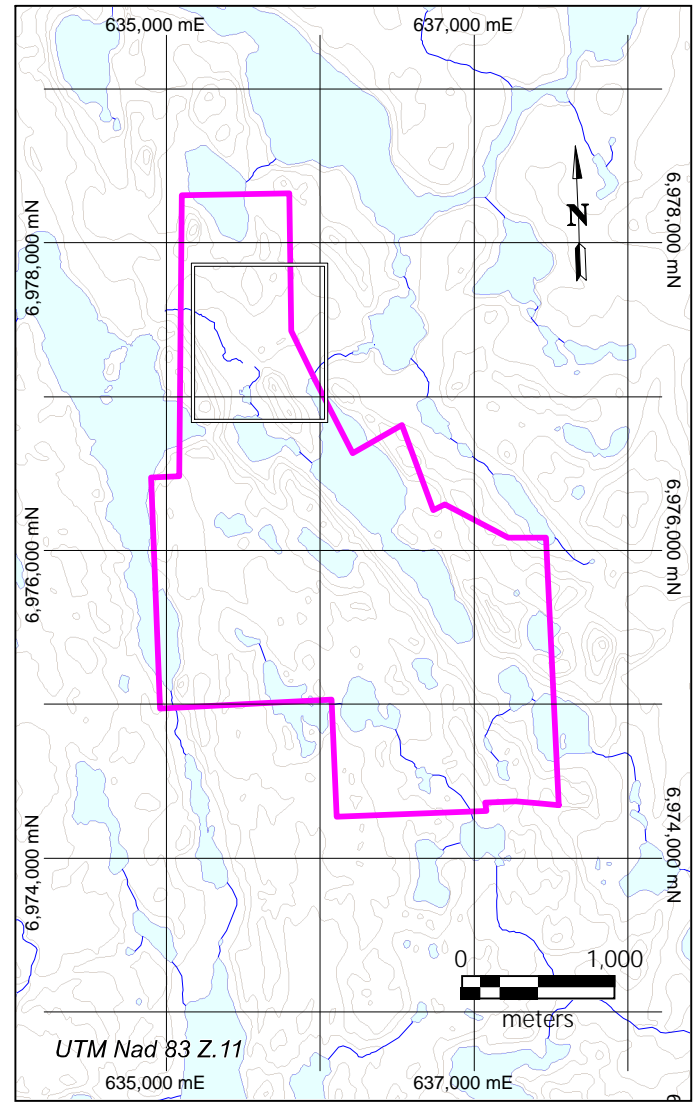 635,000 mE
637,000 mE
N
6,978,000 mN
6,978,000 mN
6,976,000 mN
6,976,000 mN
6,974,000 mN
6,974,000 mN
0
1,000
meters
UTM Nad 83 Z.11
635,000 mE
637,000 mE
6